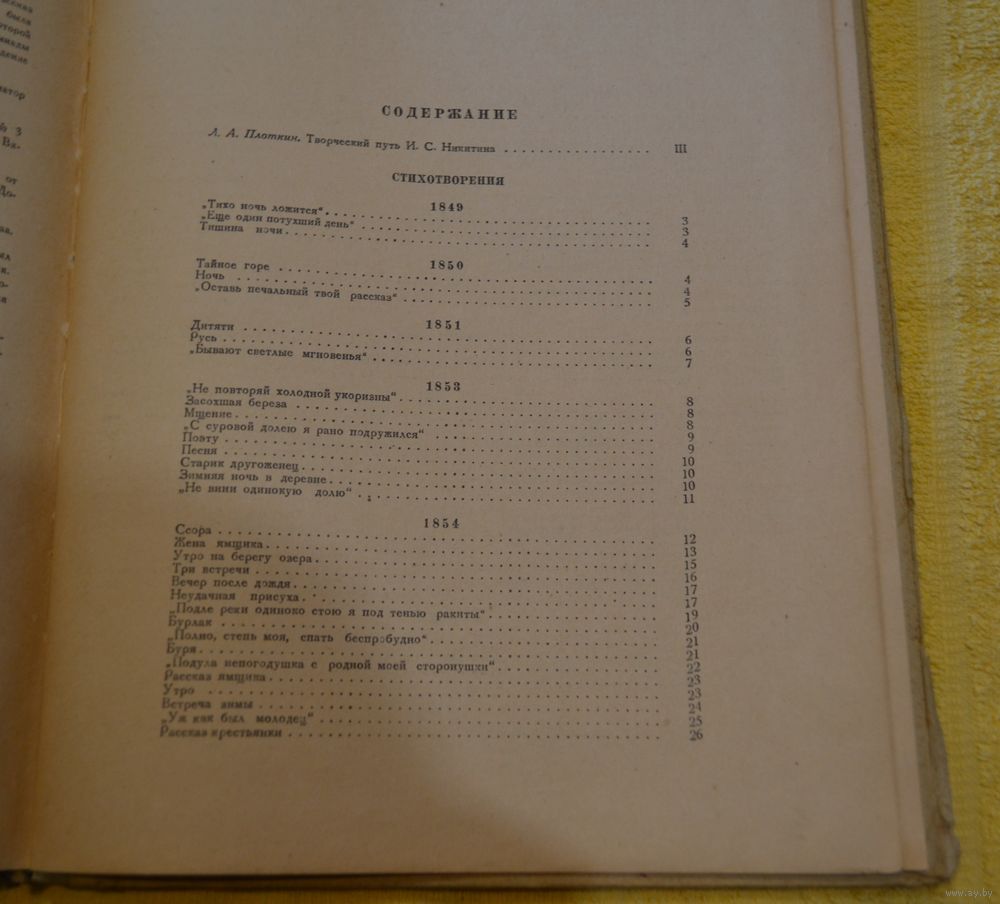 рассказ
была
которой
от
СОДЕРЖАНИЕ
Л. А. Плоткин. Творческий путь И. С. Никитина . . . III
СТИХОТВОРЕНИЯ
1849
„Тихо ночь ложится“ . . . 3
„Еще один потухший день“ . . . 3
Тишина ночи . . . 4
1850
Тайное горе . . . 4
Ночь . . . 4
„Оставь печальный твой рассказ“ . . . 5
1851
Дитяти . . . 6
Русь . . . 6
„Бывают светлые мгновенья“ . . . 7
1853
„Не повторяй холодной укоризны“ . . . 8
Засохшая береза . . . 8
Мщение . . . 8
„С суровой долею я рано подружился“ . . . 9
Поэту . . . 9
Песня . . . 10
Старик другоженец . . . 10
Зимняя ночь в деревне . . . 10
„Не вини одинокую долю“ . . . 11
1854
Ссора . . . 12
Жена ямщика . . . 13
Утро на берегу озера . . . 15
Три встречи . . . 16
Вечер после дождя . . . 17
Неудачная присуха . . . 17
„Подле реки одиноко стою я под тенью ракиты“ . . . 19
Бурлак . . . 20
„Полно, степь моя, спать беспробудно“ . . . 21
Буря . . . 21
„Подула непогодушка с родной моей сторонушки“ . . . 22
Рассказ ямщика . . . 23
Утро . . . 23
Встреча зимы . . . 24
„Уж как был молодец“ . . . 25
Рассказ крестьянки . . . 26
www.ay.by